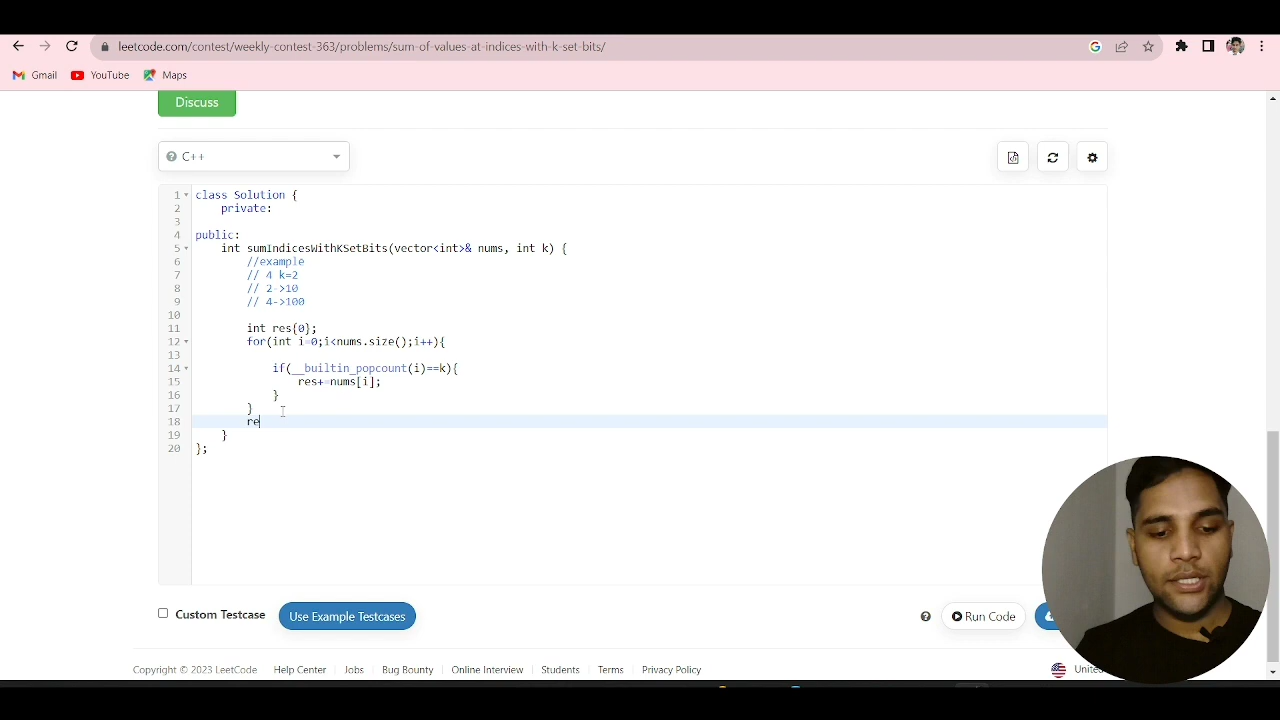 leetcode.com/contest/weekly-contest-363/problems/sum-of-values-at-indices-with-k-set-bits/
Gmail YouTube Maps
Discuss
C++
1 class Solution {
2 private:
3
4 public:
5 int sumIndicesWithKSetBits(vector<int>& nums, int k) {
6 //example
7 // 4 k=2
8 // 2->10
9 // 4->100
10
11 int res{0};
12 for(int i=0;i<nums.size();i++){
13
14 if(__builtin_popcount(i)==k){
15 res+=nums[i];
16 }
17 }
18 re
19 }
20 };
Custom Testcase Use Example Testcases Run Code
Copyright © 2023 LeetCode Help Center Jobs Bug Bounty Online Interview Students Terms Privacy Policy